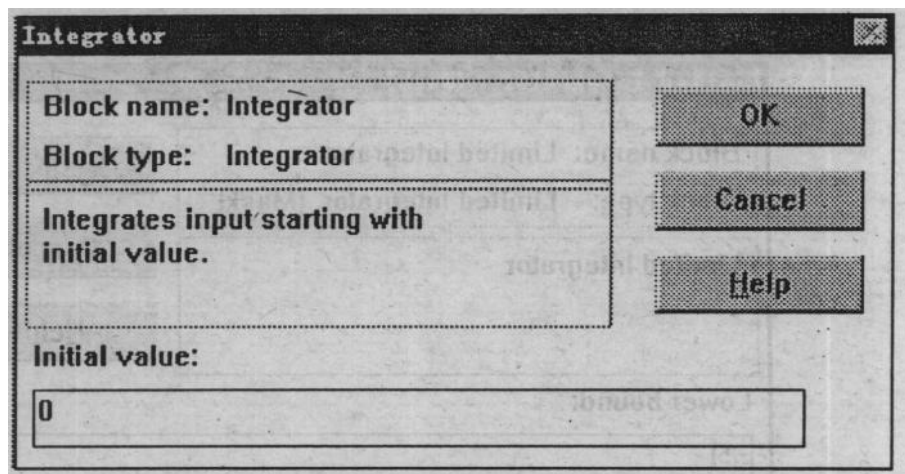 Integrator
Block name: Integrator
Block type: Integrator
Integrates input starting with
initial value.
OK
Cancel
Help
Initial value:
0